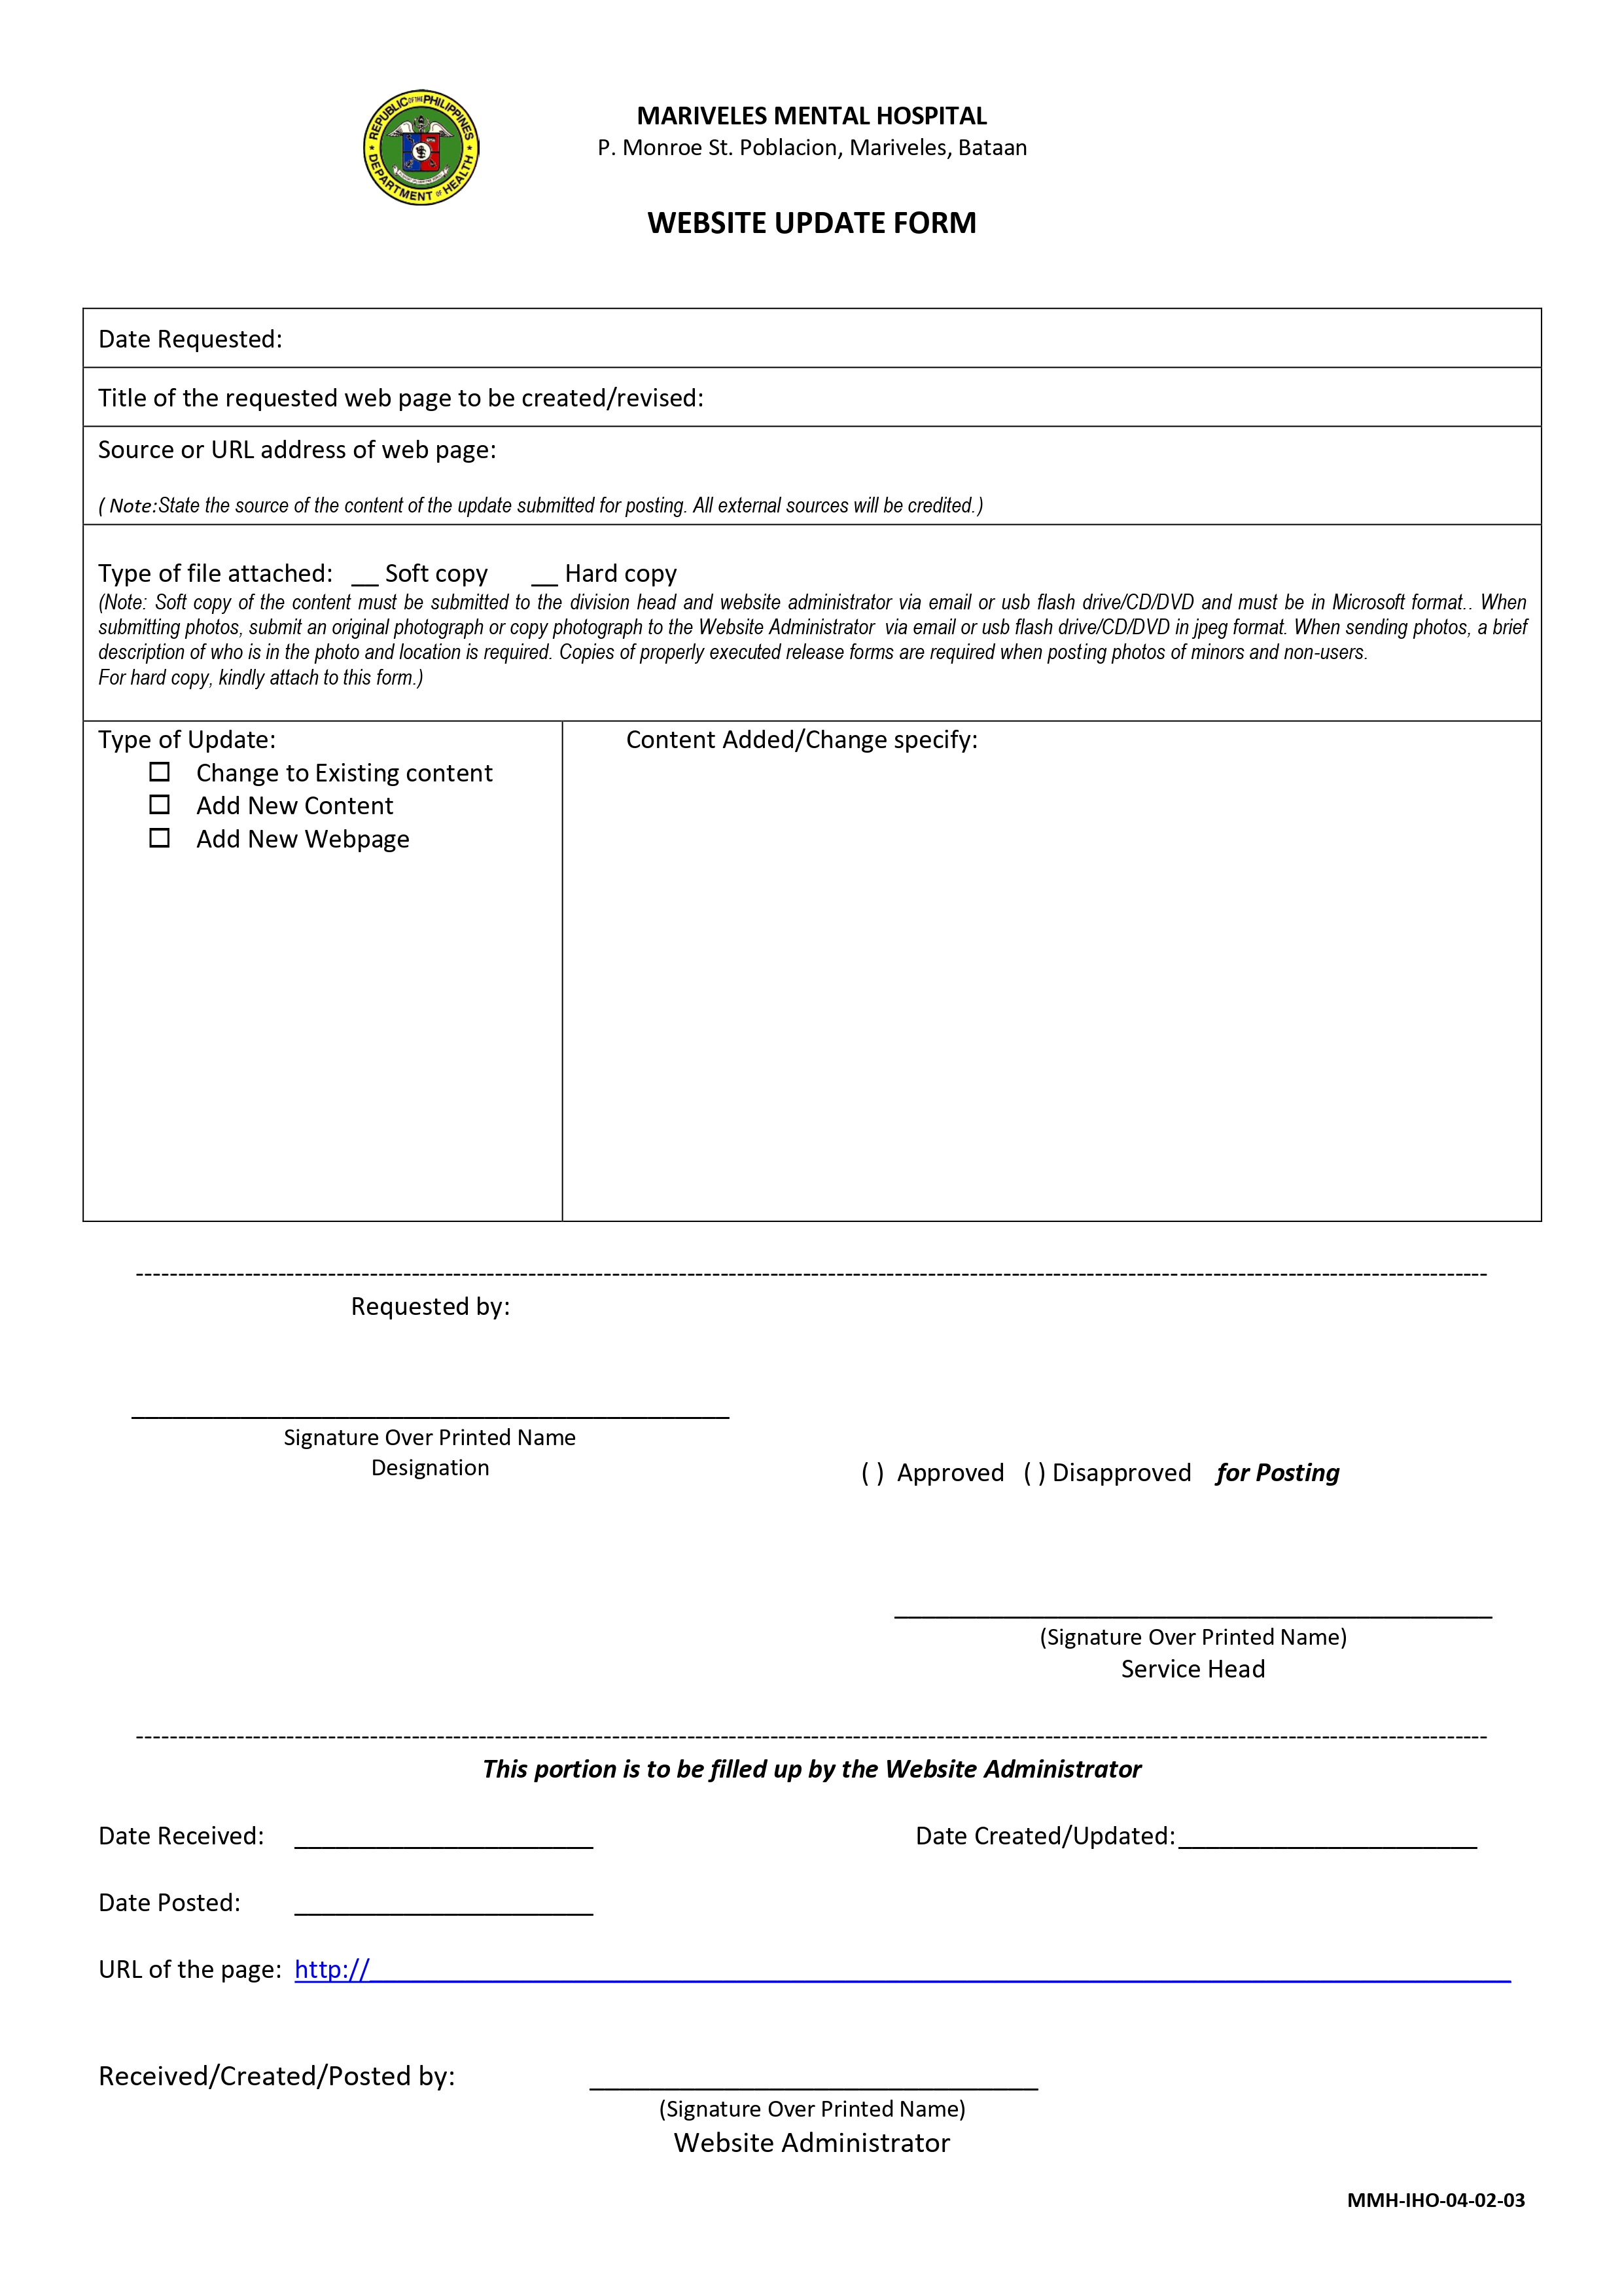 REPUBLIC OF THE PHILIPPINES
DEPARTMENT OF HEALTH
MARIVELES MENTAL HOSPITAL
P. Monroe St. Poblacion, Mariveles, Bataan
WEBSITE UPDATE FORM
Date Requested:
Title of the requested web page to be created/revised:
Source or URL address of web page:
( Note:State the source of the content of the update submitted for posting. All external sources will be credited.)
Type of file attached: __ Soft copy __ Hard copy
(Note: Soft copy of the content must be submitted to the division head and website administrator via email or usb flash drive/CD/DVD and must be in Microsoft format.. When
submitting photos, submit an original photograph or copy photograph to the Website Administrator via email or usb flash drive/CD/DVD in jpeg format. When sending photos, a brief
description of who is in the photo and location is required. Copies of properly executed release forms are required when posting photos of minors and non-users.
For hard copy, kindly attach to this form.)
Type of Update:
☐ Change to Existing content
☐ Add New Content
☐ Add New Webpage
Content Added/Change specify:
Requested by:
Signature Over Printed Name
Designation
( ) Approved ( ) Disapproved for Posting
(Signature Over Printed Name)
Service Head
This portion is to be filled up by the Website Administrator
Date Received: ______________________ Date Created/Updated:______________________
Date Posted: ______________________
URL of the page: http://______________________
Received/Created/Posted by: ______________________
(Signature Over Printed Name)
Website Administrator
MMH-IHO-04-02-03